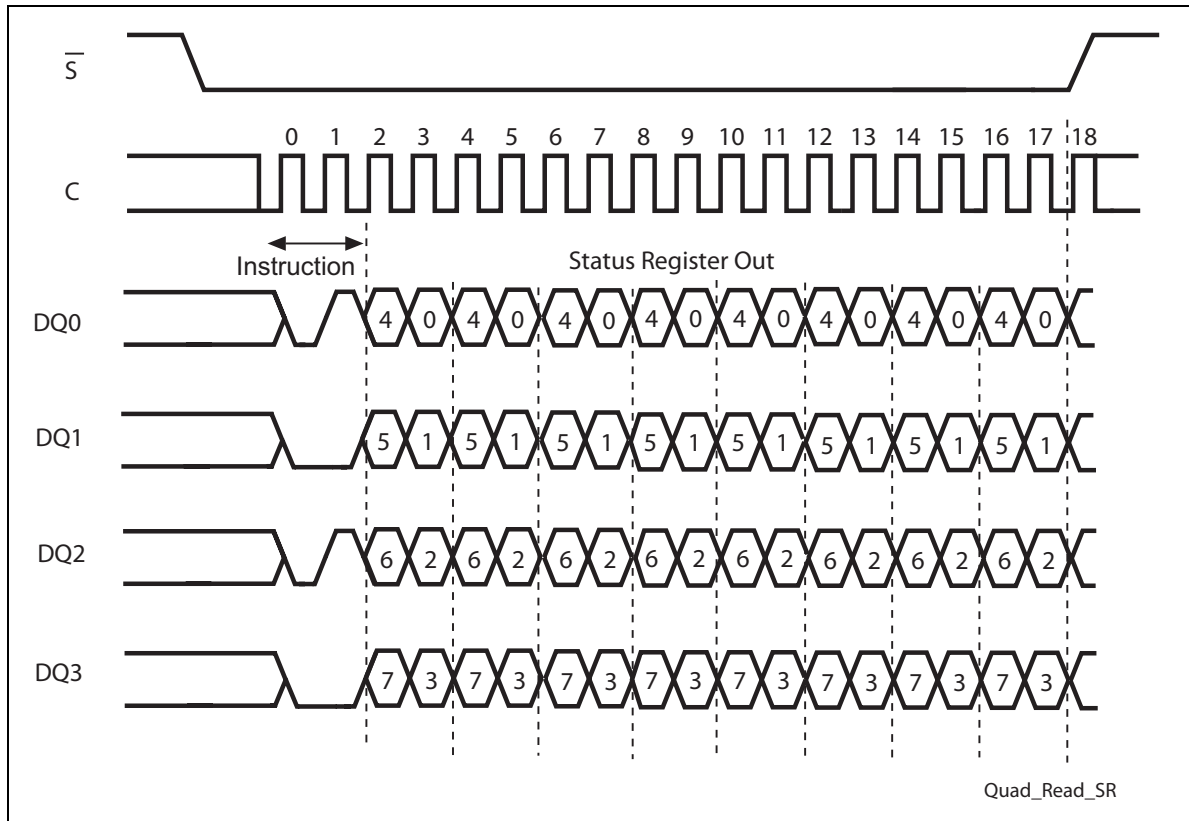 S
0 1 2 3 4 5 6 7 8 9 10 11 12 13 14 15 16 17 18
C
Instruction
Status Register Out
DQ0 4 0 4 0 4 0 4 0 4 0 4 0 4 0 4 0
DQ1 5 1 5 1 5 1 5 1 5 1 5 1 5 1 5 1
DQ2 6 2 6 2 6 2 6 2 6 2 6 2 6 2 6 2
DQ3 7 3 7 3 7 3 7 3 7 3 7 3 7 3 7 3
Quad_Read_SR